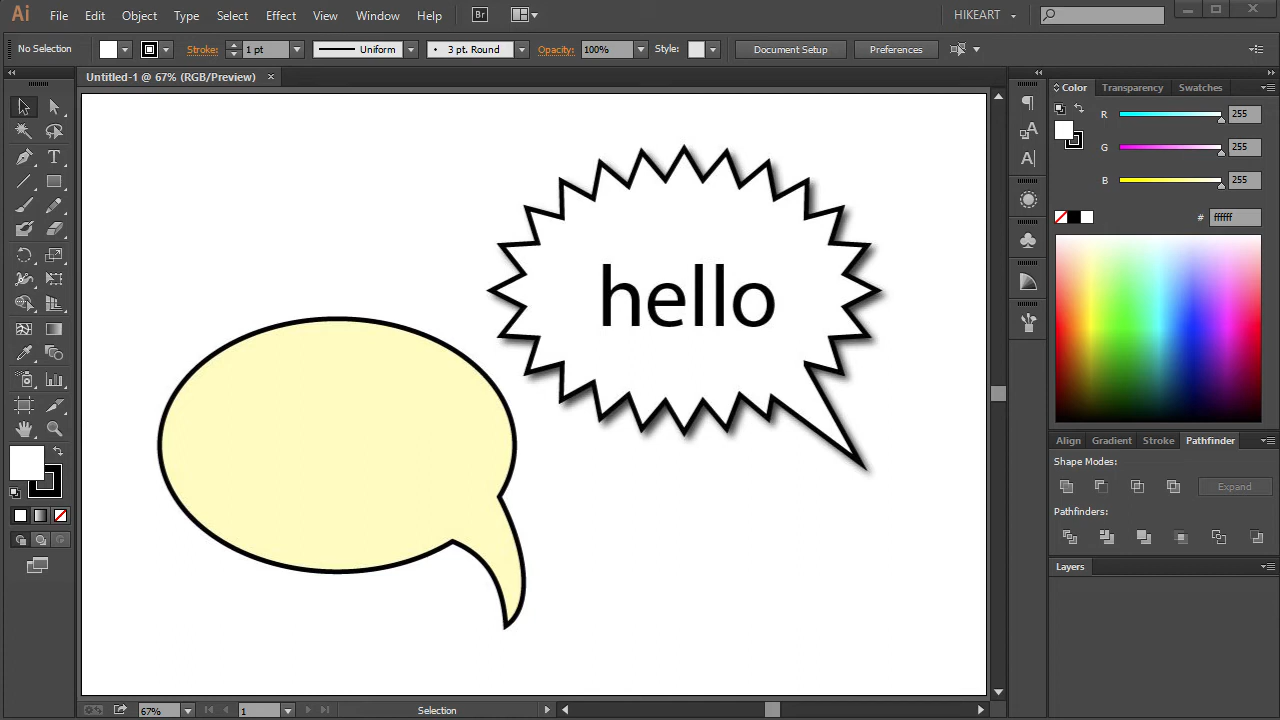 Ai File Edit Object Type Select Effect View Window Help Br HIKEART
No Selection Stroke: 1 pt Uniform 3 pt. Round Opacity: 100% Style: Document Setup Preferences
Untitled-1 @ 67% (RGB/Preview)
Color Transparency Swatches
R 255
G 255
B 255
# ffffff
hello
Align Gradient Stroke Pathfinder
Shape Modes:
Expand
Pathfinders:
Layers
67% 1 Selection